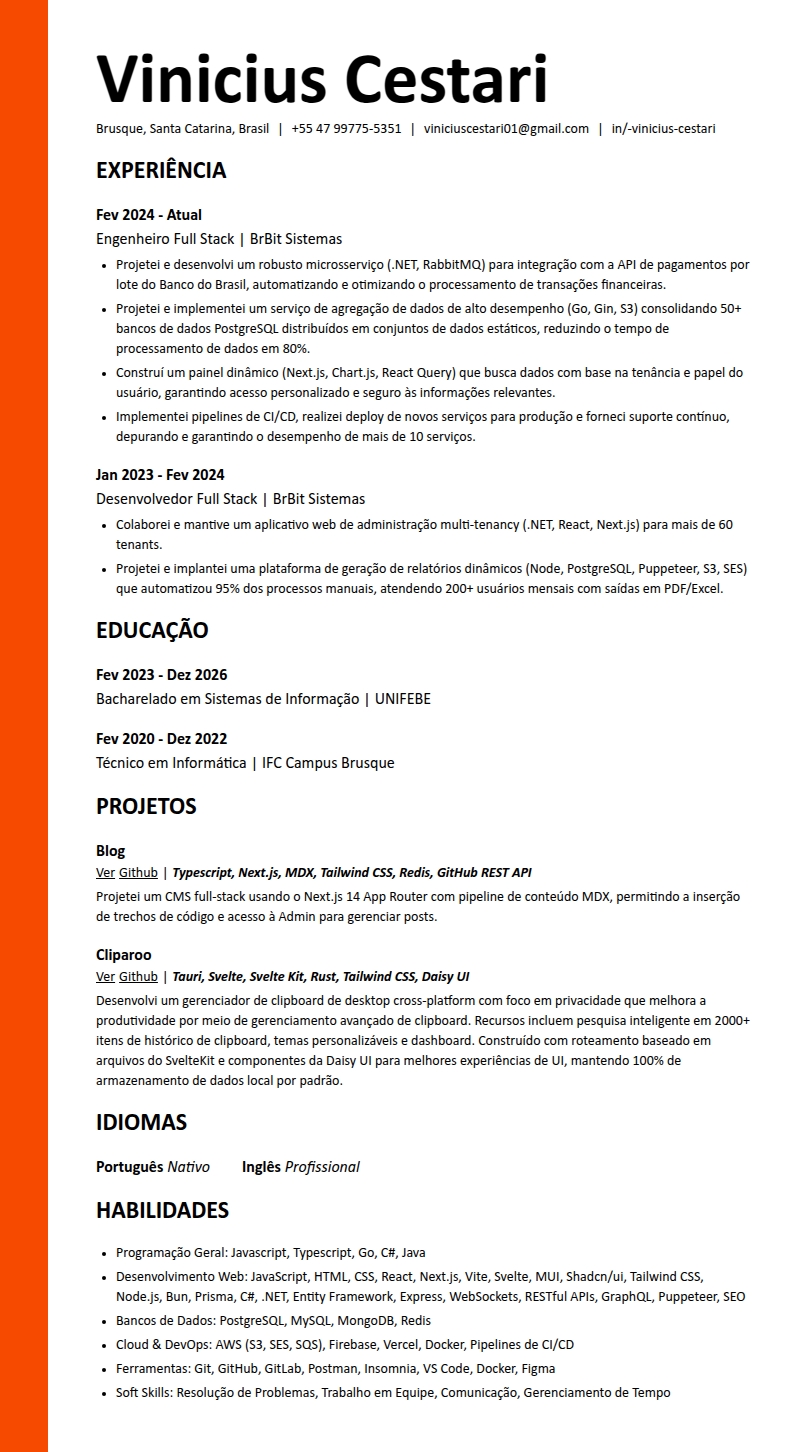 Vinicius Cestari
Brusque, Santa Catarina, Brasil | +55 47 99775-5351 | viniciuscestari01@gmail.com | in/-vinicius-cestari
EXPERIÊNCIA
Fev 2024 - Atual
Engenheiro Full Stack | BrBit Sistemas
• Projetei e desenvolvi um robusto microsserviço (.NET, RabbitMQ) para integração com a API de pagamentos por
lote do Banco do Brasil, automatizando e otimizando o processamento de transações financeiras.
• Projetei e implementei um serviço de agregação de dados de alto desempenho (Go, Gin, S3) consolidando 50+
bancos de dados PostgreSQL distribuídos em conjuntos de dados estáticos, reduzindo o tempo de
processamento de dados em 80%.
• Construí um painel dinâmico (Next.js, Chart.js, React Query) que busca dados com base na tenância e papel do
usuário, garantindo acesso personalizado e seguro às informações relevantes.
• Implementei pipelines de CI/CD, realizei deploy de novos serviços para produção e forneci suporte contínuo,
depurando e garantindo o desempenho de mais de 10 serviços.
Jan 2023 - Fev 2024
Desenvolvedor Full Stack | BrBit Sistemas
• Colaborei e mantive um aplicativo web de administração multi-tenancy (.NET, React, Next.js) para mais de 60
tenants.
• Projetei e implantei uma plataforma de geração de relatórios dinâmicos (Node, PostgreSQL, Puppeteer, S3, SES)
que automatizou 95% dos processos manuais, atendendo 200+ usuários mensais com saídas em PDF/Excel.
EDUCAÇÃO
Fev 2023 - Dez 2026
Bacharelado em Sistemas de Informação | UNIFEBE
Fev 2020 - Dez 2022
Técnico em Informática | IFC Campus Brusque
PROJETOS
Blog
Ver Github | Typescript, Next.js, MDX, Tailwind CSS, Redis, GitHub REST API
Projetei um CMS full-stack usando o Next.js 14 App Router com pipeline de conteúdo MDX, permitindo a inserção
de trechos de código e acesso à Admin para gerenciar posts.
Cliparoo
Ver Github | Tauri, Svelte, Svelte Kit, Rust, Tailwind CSS, Daisy UI
Desenvolvi um gerenciador de clipboard de desktop cross-platform com foco em privacidade que melhora a
produtividade por meio de gerenciamento avançado de clipboard. Recursos incluem pesquisa inteligente em 2000+
itens de histórico de clipboard, temas personalizáveis e dashboard. Construído com roteamento baseado em
arquivos do SvelteKit e componentes da Daisy UI para melhores experiências de UI, mantendo 100% de
armazenamento de dados local por padrão.
IDIOMAS
Português Nativo Inglês Profissional
HABILIDADES
• Programação Geral: Javascript, Typescript, Go, C#, Java
• Desenvolvimento Web: JavaScript, HTML, CSS, React, Next.js, Vite, Svelte, MUI, Shadcn/ui, Tailwind CSS,
Node.js, Bun, Prisma, C#, .NET, Entity Framework, Express, WebSockets, RESTful APIs, GraphQL, Puppeteer, SEO
• Bancos de Dados: PostgreSQL, MySQL, MongoDB, Redis
• Cloud & DevOps: AWS (S3, SES, SQS), Firebase, Vercel, Docker, Pipelines de CI/CD
• Ferramentas: Git, GitHub, GitLab, Postman, Insomnia, VS Code, Docker, Figma
• Soft Skills: Resolução de Problemas, Trabalho em Equipe, Comunicação, Gerenciamento de Tempo